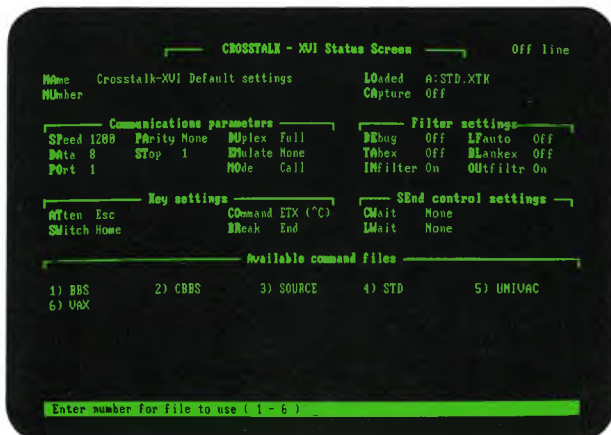 CROSSTALK - XVI Status Screen Off line
NAme Crosstalk-XVI Default settings LOaded A:STD.XTK
NUmber CApture Off
Communications parameters Filter settings
SPeed 1200 PArity None DUplex Full DEbug Off LFauto Off
DAta 8 STop 1 EMulate None TAbex Off BLankex Off
POrt 1 MOde Call INfilter On OUtfiltr On
Key settings SEnd control settings
ATten Esc COmmand ETX (^C) CWait None
SWitch Home BReak End LWait None
Available command files
1) BBS 2) CBBS 3) SOURCE 4) STD 5) UNIVAC
6) VAX
Enter number for file to use ( 1 - 6 )